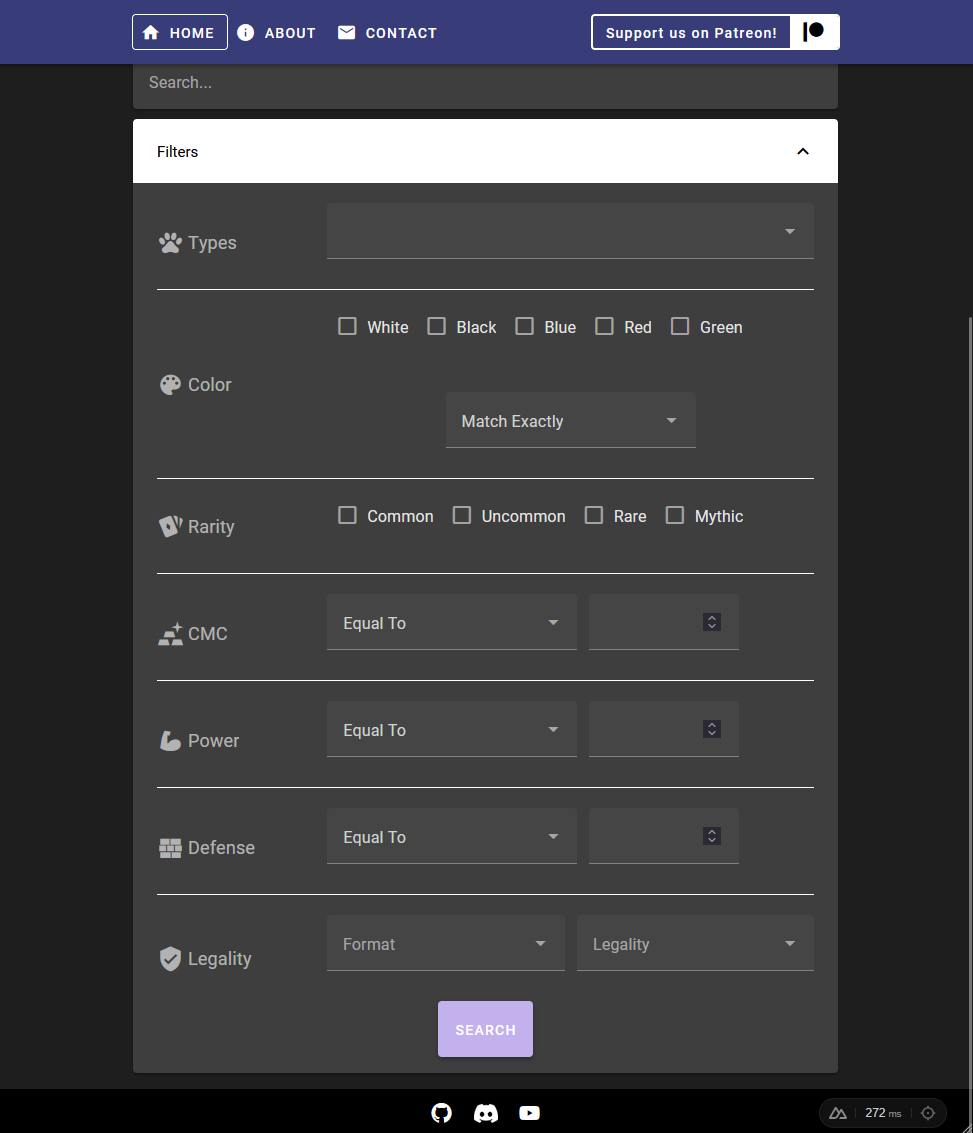 HOME ABOUT CONTACT Support us on Patreon!
Search...
Filters
Types
White Black Blue Red Green
Color
Match Exactly
Rarity Common Uncommon Rare Mythic
CMC Equal To
Power Equal To
Defense Equal To
Legality Format Legality
SEARCH
272 ms